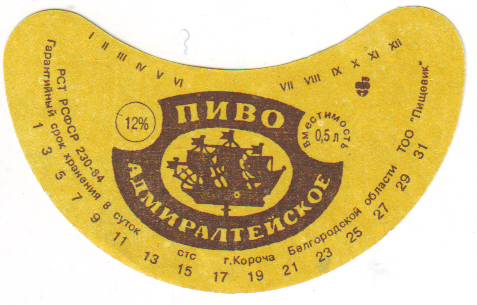 I II III IV V VI
VII VIII IX X XI XII
РСТ РСФСР 230-84
Гарантийный срок хранения 8 суток
12%
ПИВО
АДМИРАЛТЕЙСКОЕ
Вместимость
0,5 л
стс г.Короча Белгородской области ТОО "Пищевик"
1 3 5 7 9 11 13 15 17 19 21 23 25 27 29 31